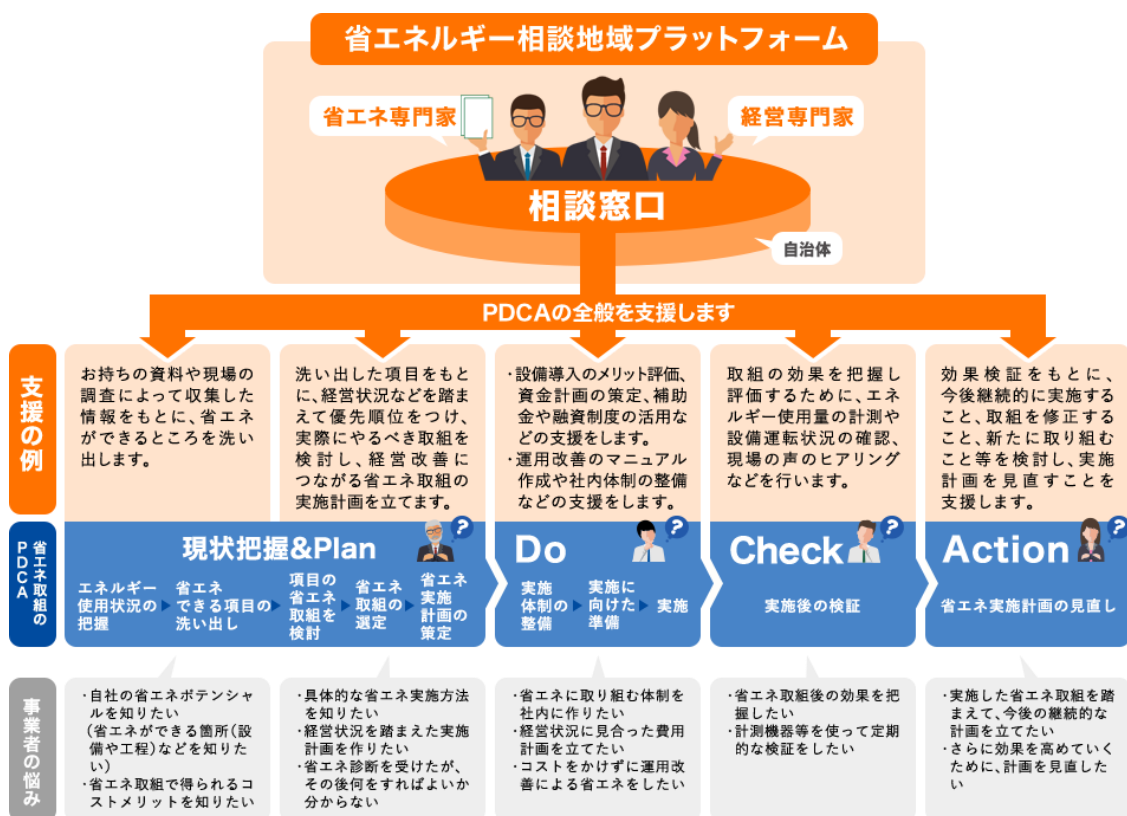 省エネルギー相談地域プラットフォーム
省エネ専門家
経営専門家
相談窓口
自治体
PDCAの全般を支援します
支援の例
お持ちの資料や現場の
調査によって収集した
情報をもとに、省エネ
ができるところを洗い
出します。
洗い出した項目をもと
に、経営状況などを踏ま
えて優先順位をつけ、
実際にやるべき取組を
検討し、経営改善に
つながる省エネ取組の
実施計画を立てます。
・設備導入のメリット評価、
資金計画の策定、補助
金や融資制度の活用な
どの支援をします。
・運用改善のマニュアル
作成や社内体制の整備
などの支援をします。
取組の効果を把握し
評価するために、エネ
ルギー使用量の計測や
設備運転状況の確認、
現場の声のヒアリング
などを行います。
効果検証をもとに、
今後継続的に実施する
こと、取組を修正する
こと、新たに取り組む
こと等を検討し、実施
計画を見直すことを
支援します。
省エネ取組の
PDCA
現状把握&Plan
?
エネルギー
使用状況の
把握
省エネ
できる項目の
洗い出し
項目の
省エネ
取組を
検討
省エネ
取組の
選定
省エネ
実施
計画の
策定
Do
?
実施
体制の
整備
実施に
向けた
準備
実施
Check
?
実施後の検証
Action
?
省エネ実施計画の見直し
事業者の悩み
・自社の省エネポテンシャ
ルを知りたい
(省エネができる箇所(設
備や工程)などを知りた
い)
・省エネ取組で得られるコ
ストメリットを知りたい
・具体的な省エネ実施方法
を知りたい
・経営状況を踏まえた実施
計画を作りたい
・省エネ診断を受けたが、
その後何をすればよいか
分からない
・省エネに取り組む体制を
社内に作りたい
・経営状況に見合った費用
計画を立てたい
・コストをかけずに運用改
善による省エネをしたい
・省エネ取組後の効果を把
握したい
・計測機器等を使って定期
的な検証をしたい
・実施した省エネ取組を踏
まえて、今後の継続的な
計画を立てたい
・さらに効果を高めていく
ために、計画を見直した
い